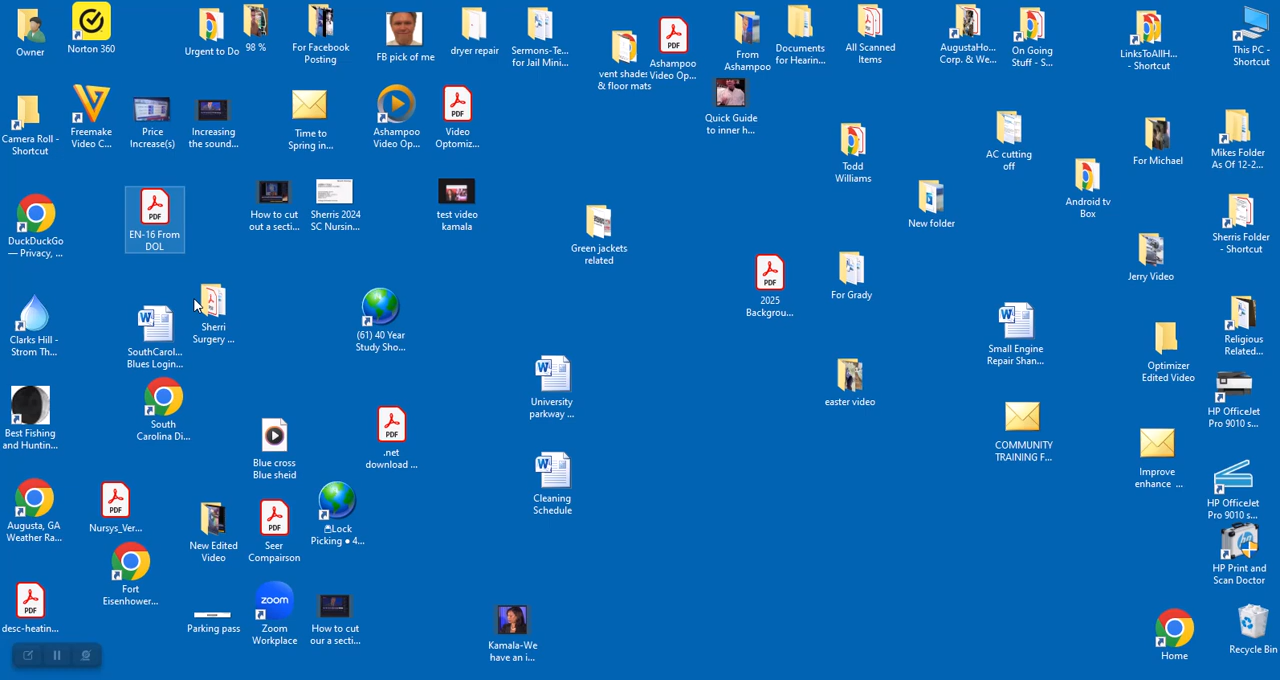 Owner
Norton 360
Urgent to Do
98 %
For Facebook
Posting
FB pick of me
dryer repair
Sermons-Te...
for Jail Mini...
vent shades
& floor mats
Ashampoo
Video Op...
From
Ashampoo
Documents
for Hearin...
All Scanned
Items
AugustaHo...
Corp. & We...
On Going
Stuff - S...
LinksToAllH...
- Shortcut
This PC -
Shortcut
Camera Roll -
Shortcut
Freemake
Video C...
Price
Increase(s)
Increasing
the sound...
Time to
Spring in...
Ashampoo
Video Op...
PDF
Video
Optomiz...
Quick Guide
to inner h...
Todd
Williams
AC cutting
off
Android tv
Box
For Michael
Mikes Folder
As Of 12-2...
DuckDuckGo
— Privacy, ...
PDF
EN-16 From
DOL
How to cut
out a secti...
Sherris 2024
SC Nursin...
test video
kamala
Green jackets
related
New folder
Sherris Folder
- Shortcut
Jerry Video
PDF
2025
Backgrou...
For Grady
Clarks Hill -
Strom Th...
SouthCarol...
Blues Login...
Sherri
Surgery ...
(61) 40 Year
Study Sho...
Small Engine
Repair Shan...
Optimizer
Edited Video
Religious
Related...
Best Fishing
and Huntin...
South
Carolina Di...
Blue cross
Blue sheid
PDF
.net
download ...
University
parkway ...
easter video
COMMUNITY
TRAINING F...
Improve
enhance ...
HP OfficeJet
Pro 9010 s...
Cleaning
Schedule
HP OfficeJet
Pro 9010 s...
Augusta, GA
Weather Ra...
PDF
Nursys_Ver...
New Edited
Video
PDF
Seer
Compairson
Lock
Picking ● 4...
Fort
Eisenhower...
HP Print and
Scan Doctor
PDF
desc-heatin...
Parking pass
zoom
Zoom
Workplace
How to cut
our a secti...
Kamala-We
have an i...
Home
Recycle Bin